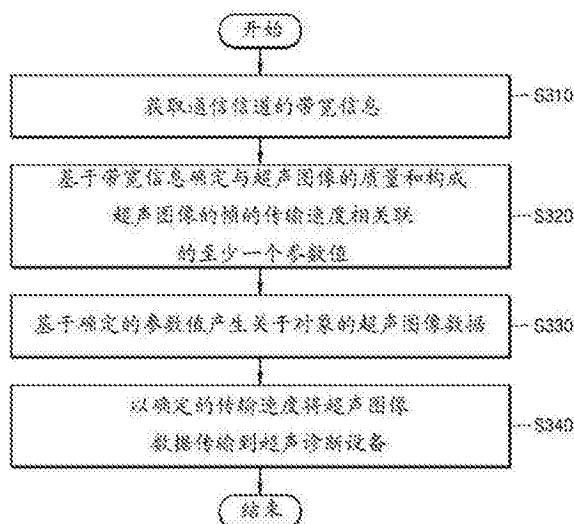 开始
获取通信信道的带宽信息
S310
基于带宽信息确定与超声图像的质量和构成
超声图像的帧的传输速度相关联
的至少一个参数值
S320
基于确定的参数值产生关于对象的超声图像数据
S330
以确定的传输速度将超声图像
数据传输到超声诊断设备
S340
结束